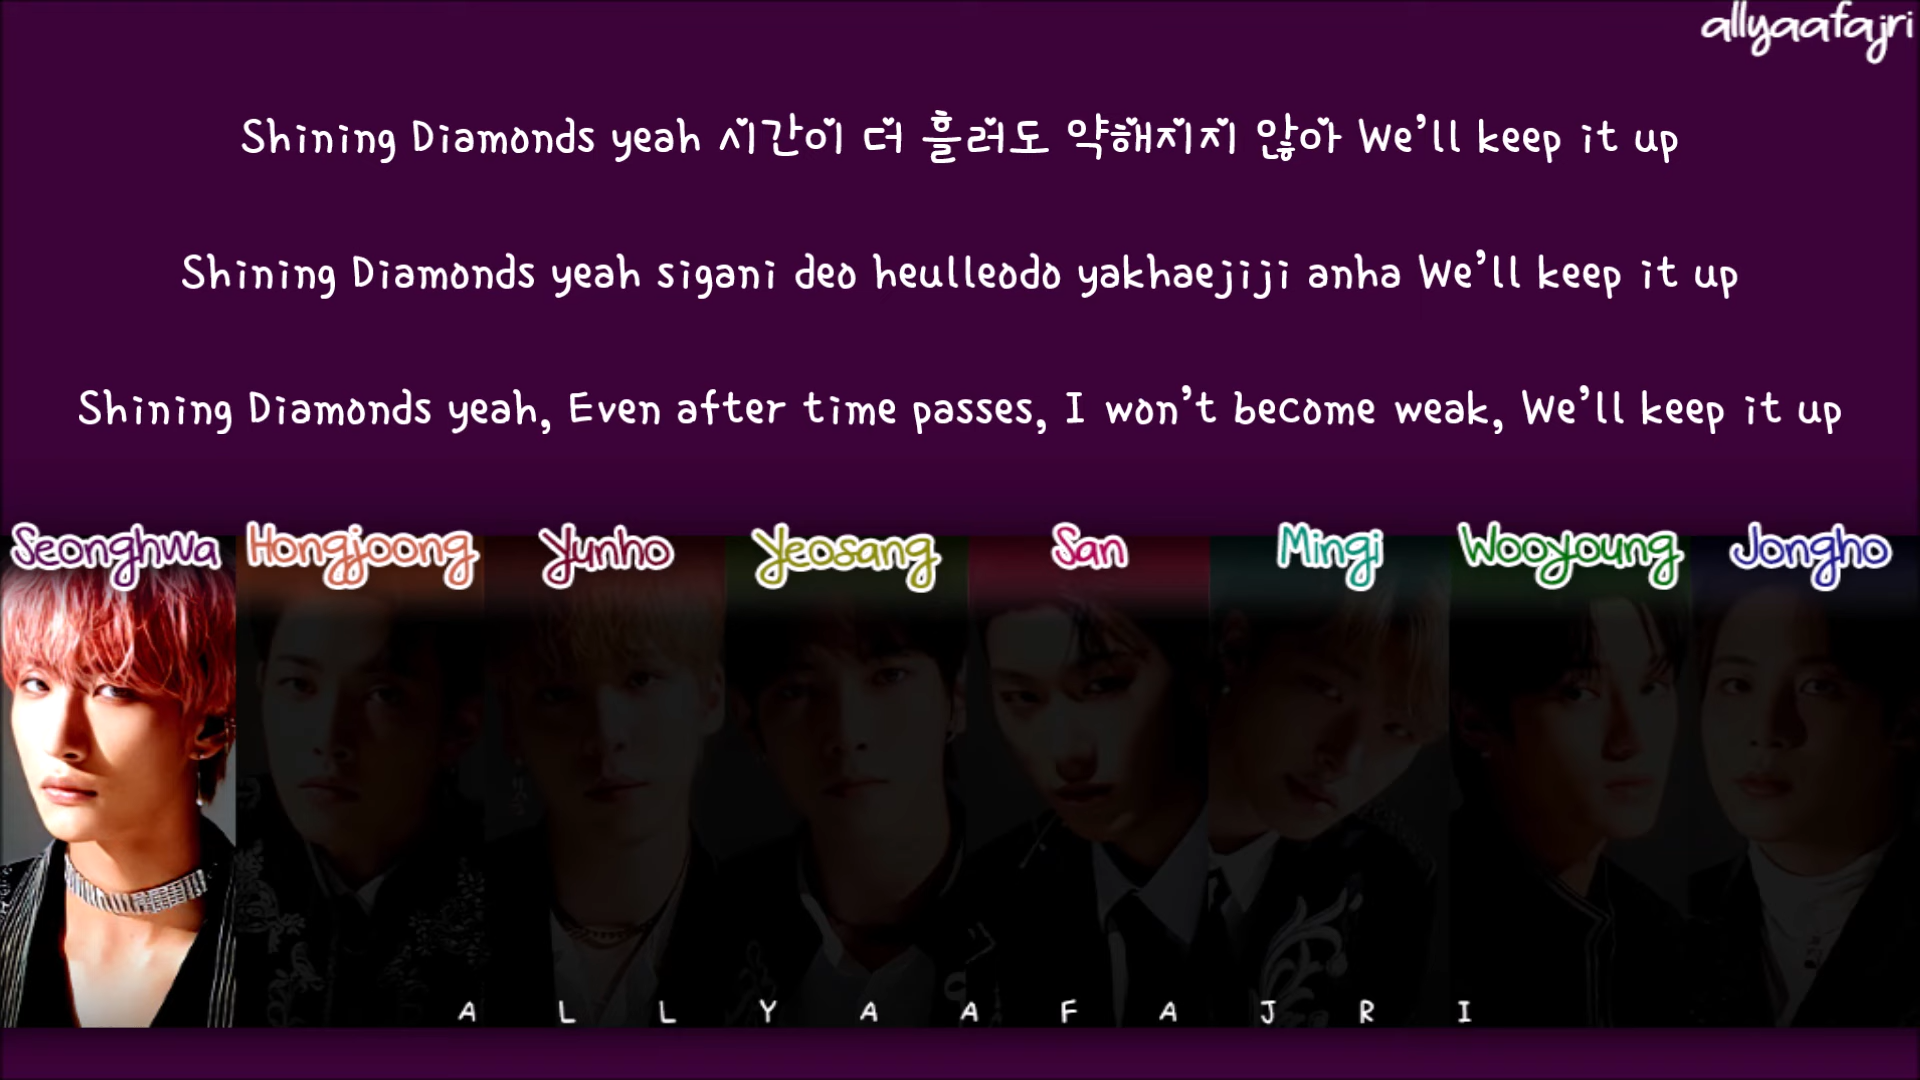 allyaafajri
Shining Diamonds yeah 시간이 더 흘러도 약해지지 않아 We'll keep it up
Shining Diamonds yeah sigani deo heulleodo yakhaejiji anha We'll keep it up
Shining Diamonds yeah, Even after time passes, I won't become weak, We'll keep it up
Seonghwa Hongjoong Yunho Yeosang San Mingi Wooyoung Jongho
A L L Y A A F A J R I